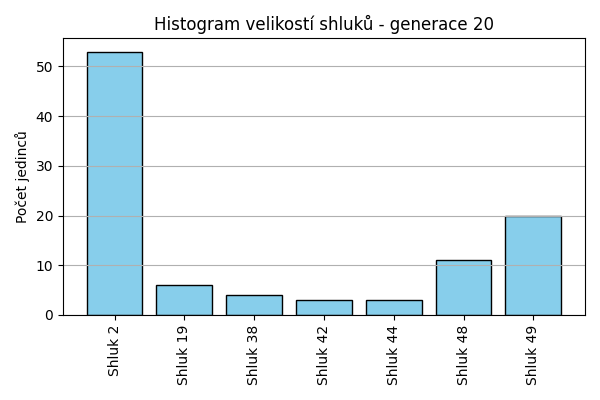 Histogram velikostí shluků - generace 20
Počet jedinců
50
40
30
20
10
0
Shluk 2
Shluk 19
Shluk 38
Shluk 42
Shluk 44
Shluk 48
Shluk 49